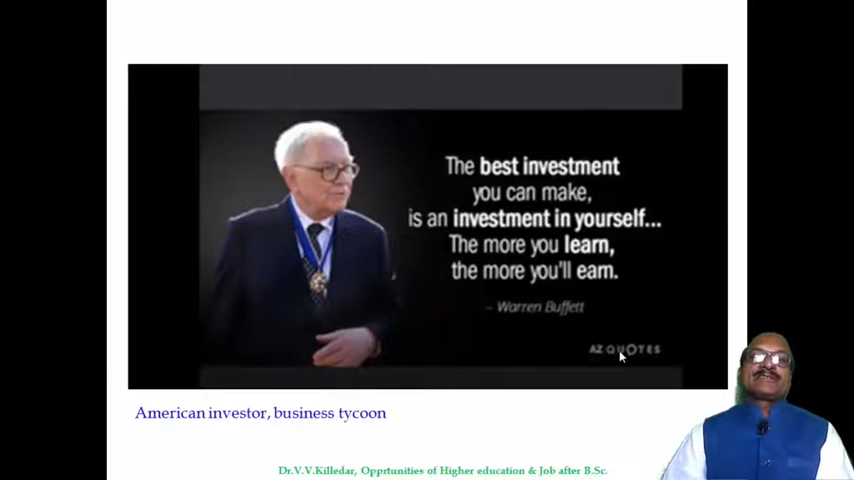 The best investment
you can make,
is an investment in yourself...
The more you learn,
the more you'll earn.
– Warren Buffett
AZ QUOTES
American investor, business tycoon
Dr.V.V.Killedar, Opprtunities of Higher education & Job after B.Sc.